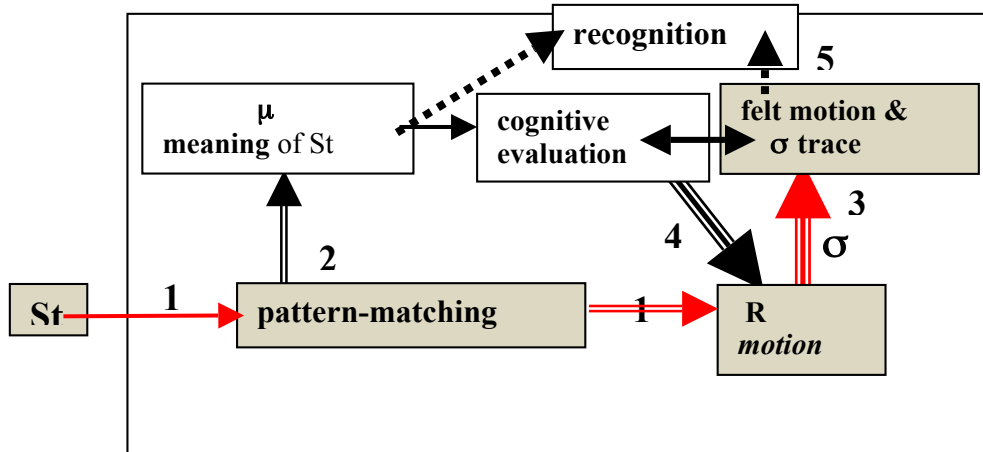 recognition
5
μ
meaning of St
cognitive
evaluation
felt motion &
σ trace
2
4
3
σ
St
1
pattern-matching
1
R
motion